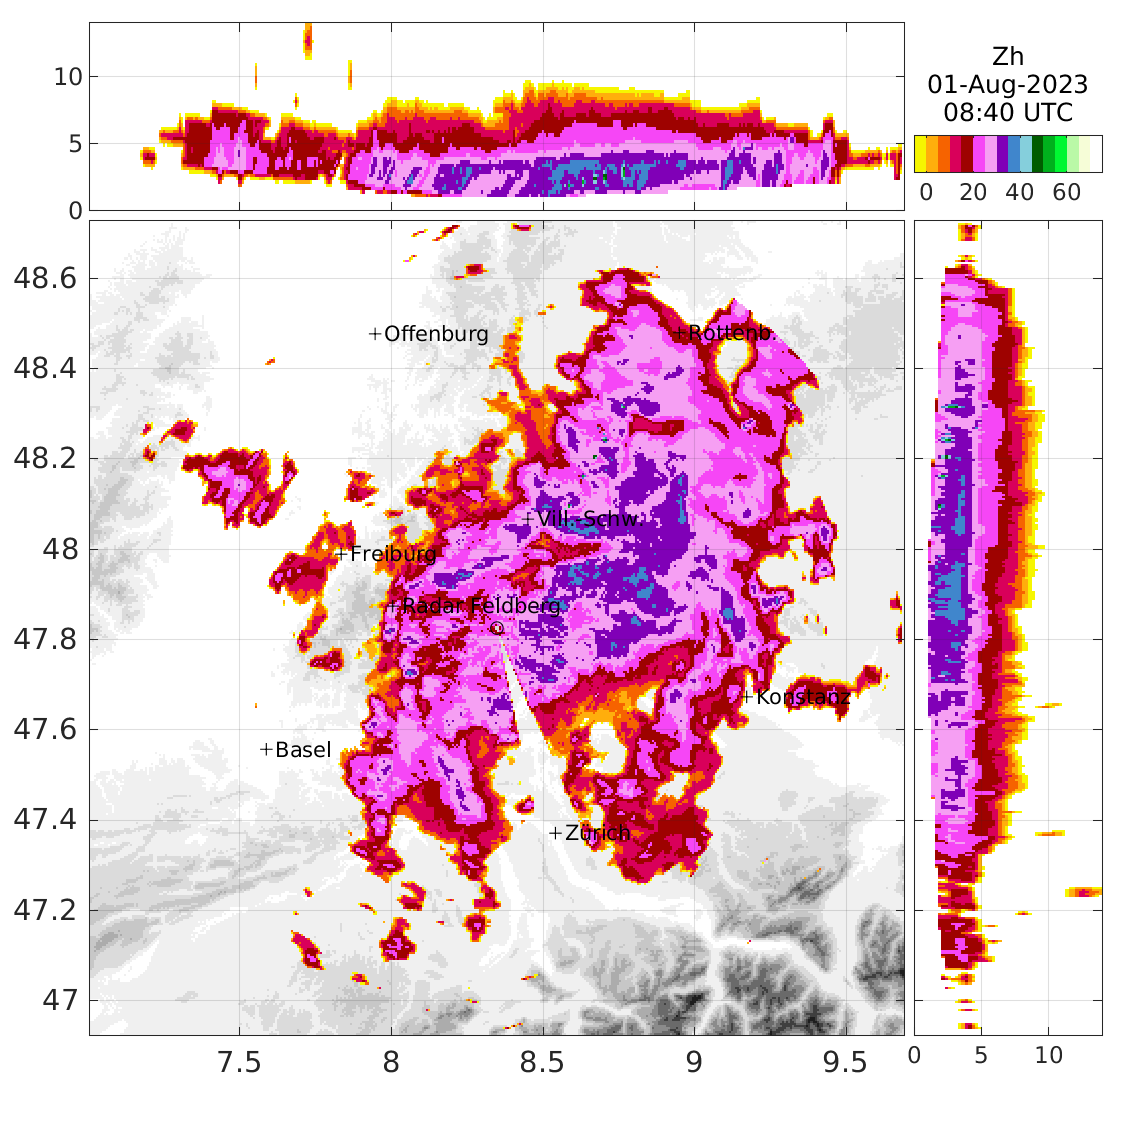 10
5
0
Zh
01-Aug-2023
08:40 UTC
0 20 40 60
48.6
48.4
48.2
48
47.8
47.6
47.4
47.2
47
+Offenburg
+Rottenb.
+Vill.-Schw.
+Freiburg
+Radar Feldberg
+Konstanz
+Basel
+Zürich
7.5 8 8.5 9 9.5
0 5 10